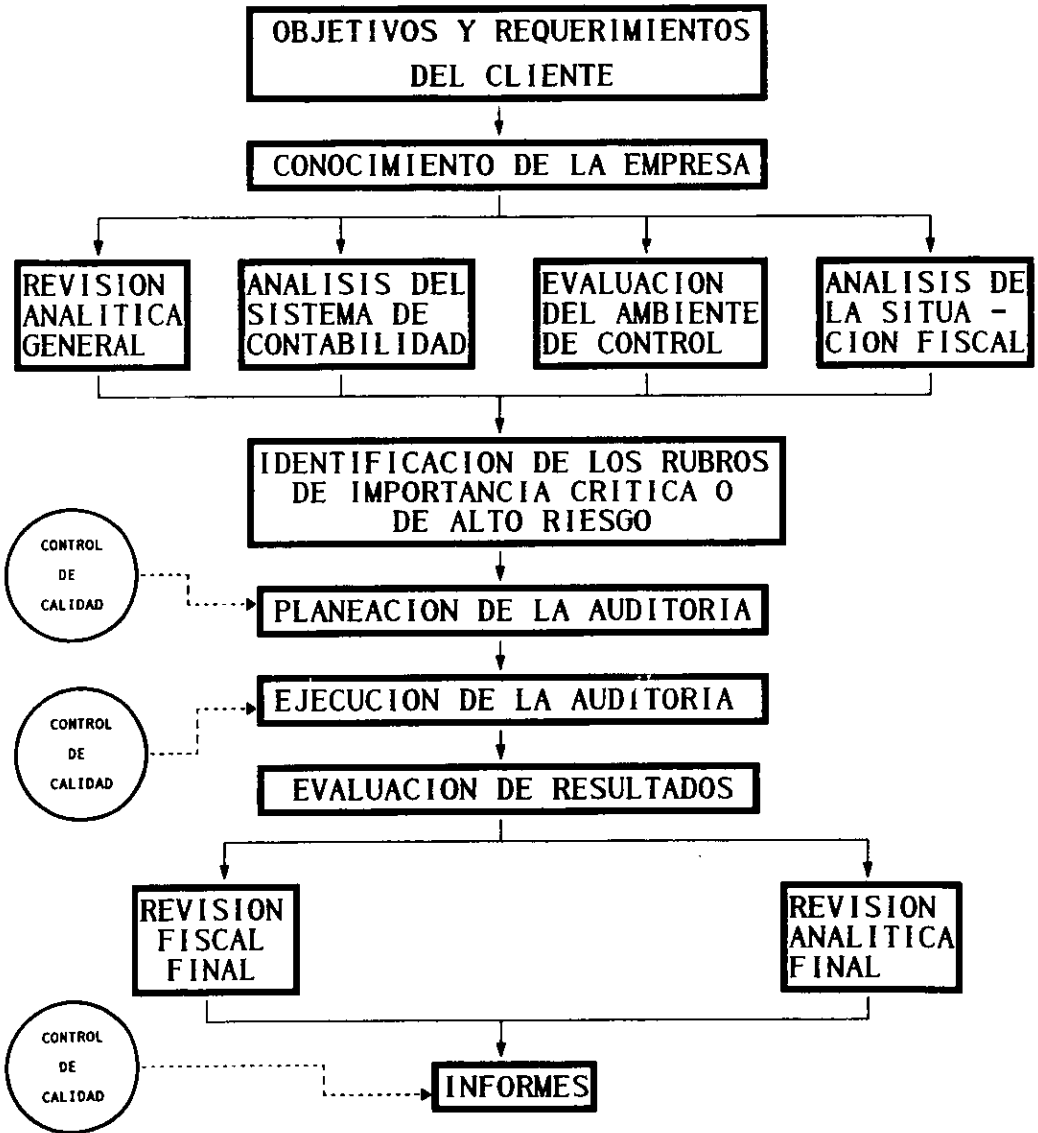 OBJETIVOS Y REQUERIMIENTOS
DEL CLIENTE
CONOCIMIENTO DE LA EMPRESA
REVISION
ANALITICA
GENERAL
ANALISIS DEL
SISTEMA DE
CONTABILIDAD
EVALUACION
DEL AMBIENTE
DE CONTROL
ANALISIS DE
LA SITUA -
CION FISCAL
IDENTIFICACION DE LOS RUBROS
DE IMPORTANCIA CRITICA O
DE ALTO RIESGO
CONTROL
DE
CALIDAD
PLANEACION DE LA AUDITORIA
EJECUCION DE LA AUDITORIA
CONTROL
DE
CALIDAD
EVALUACION DE RESULTADOS
REVISION
FISCAL
FINAL
REVISION
ANALITICA
FINAL
CONTROL
DE
CALIDAD
INFORMES